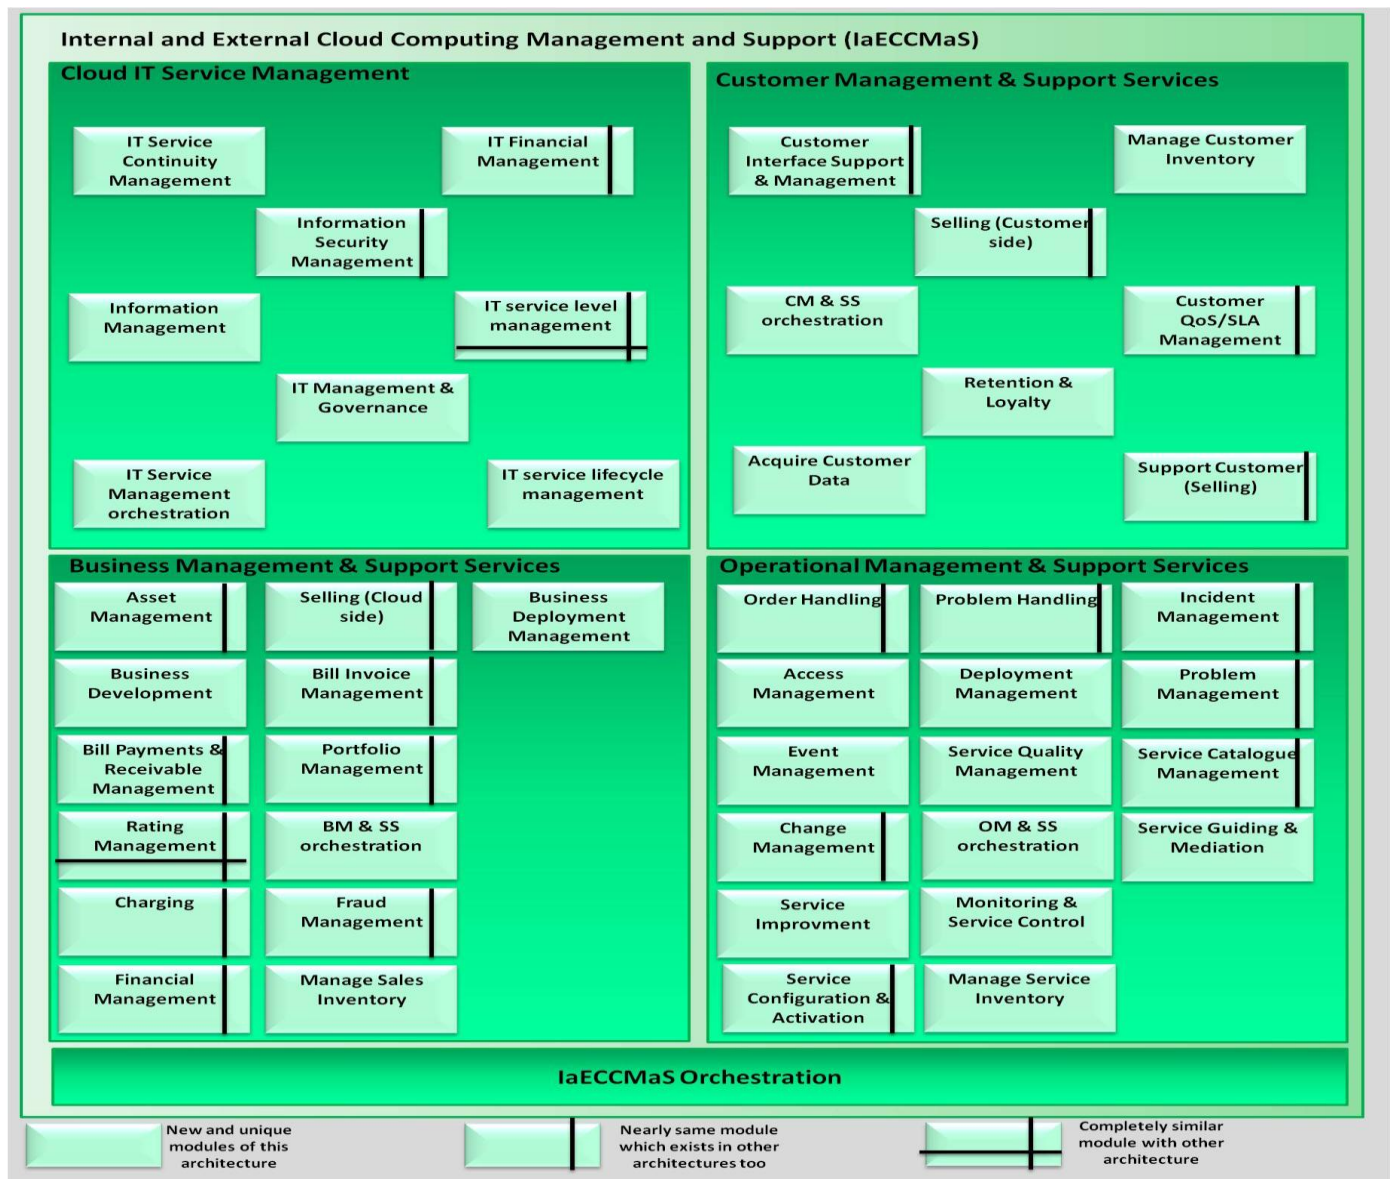 Internal and External Cloud Computing Management and Support (IaECCMaS)
Cloud IT Service Management
IT Service
Continuity
Management
IT Financial
Management
Information
Security
Management
Information
Management
IT service level
management
IT Management &
Governance
IT Service
Management
orchestration
IT service lifecycle
management
Customer Management & Support Services
Customer
Interface Support
& Management
Manage Customer
Inventory
Selling (Customer
side)
CM & SS
orchestration
Customer
QoS/SLA
Management
Retention &
Loyalty
Acquire Customer
Data
Support Customer
(Selling)
Business Management & Support Services
Asset
Management
Selling (Cloud
side)
Business
Deployment
Management
Business
Development
Bill Invoice
Management
Bill Payments &
Receivable
Management
Portfolio
Management
Rating
Management
BM & SS
orchestration
Charging
Fraud
Management
Financial
Management
Manage Sales
Inventory
Operational Management & Support Services
Order Handling
Problem Handling
Incident
Management
Access
Management
Deployment
Management
Problem
Management
Event
Management
Service Quality
Management
Service Catalogue
Management
Change
Management
OM & SS
orchestration
Service Guiding &
Mediation
Service
Improvment
Monitoring &
Service Control
Service
Configuration &
Activation
Manage Service
Inventory
IaECCMaS Orchestration
New and unique
modules of this
architecture
Nearly same module
which exists in other
architectures too
Completely similar
module with other
architecture